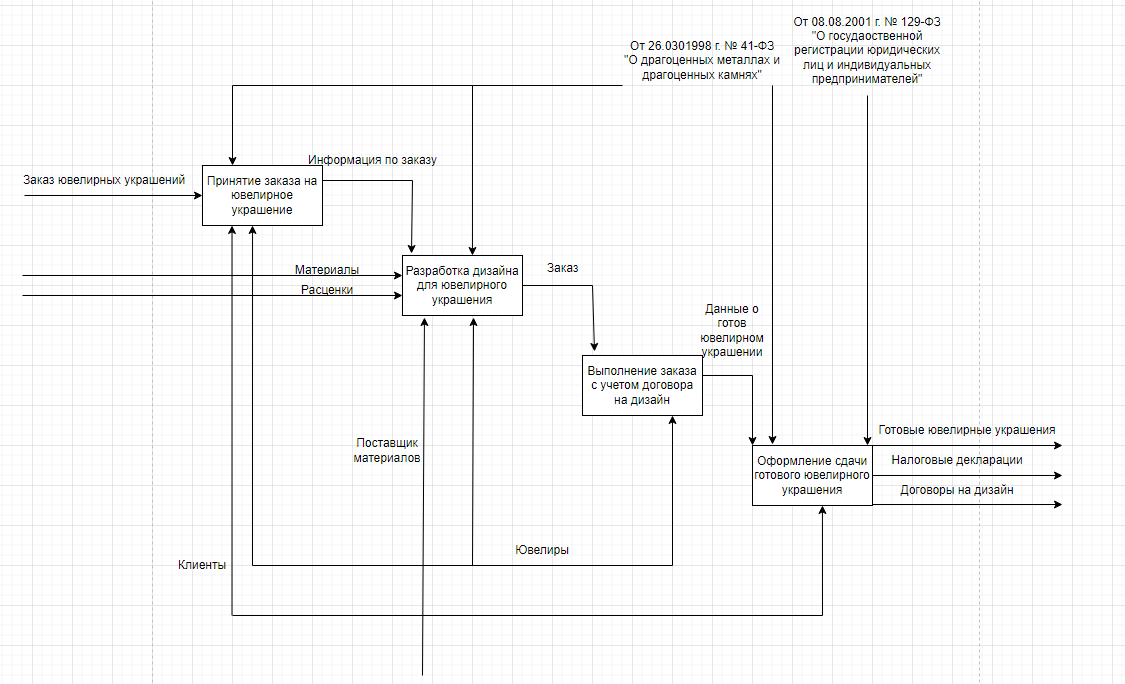 От 08.08.2001 г. № 129-ФЗ
"О государственной
регистрации юридических
лиц и индивидуальных
предпринимателей"
От 26.0301998 г. № 41-ФЗ
"О драгоценных металлах и
драгоценных камнях"
Информация по заказу
Заказ ювелирных украшений
Принятие заказа на
ювелирное
украшение
Материалы
Расценки
Разработка дизайна
для ювелирного
украшения
Заказ
Данные о
готов
ювелирном
украшении
Выполнение заказа
с учетом договора
на дизайн
Поставщик
материалов
Оформление сдачи
готового ювелирного
украшения
Готовые ювелирные украшения
Налоговые декларации
Договоры на дизайн
Ювелиры
Клиенты